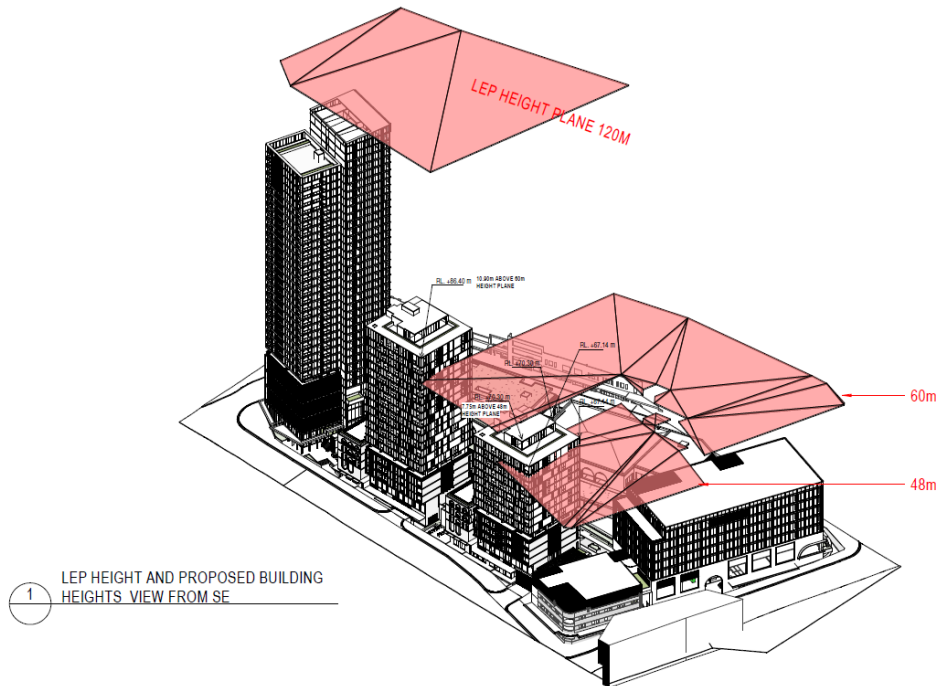 LEP HEIGHT PLANE 120M
RL. +86.40 m
10.90m ABOVE 60m
HEIGHT PLANE
RL. +67.14 m
60m
7.75m ABOVE 48m
HEIGHT PLANE
48m
1
LEP HEIGHT AND PROPOSED BUILDING
HEIGHTS VIEW FROM SE